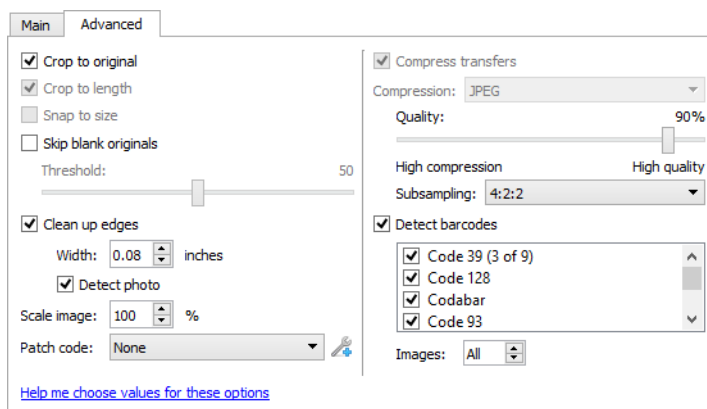 Main
Advanced
Crop to original
Crop to length
Snap to size
Skip blank originals
Threshold: 50
Clean up edges
Width: 0.08 inches
Detect photo
Scale image: 100 %
Patch code: None
Help me choose values for these options
Compress transfers
Compression: JPEG
Quality: 90%
High compression High quality
Subsampling: 4:2:2
Detect barcodes
Code 39 (3 of 9)
Code 128
Codabar
Code 93
Images: All